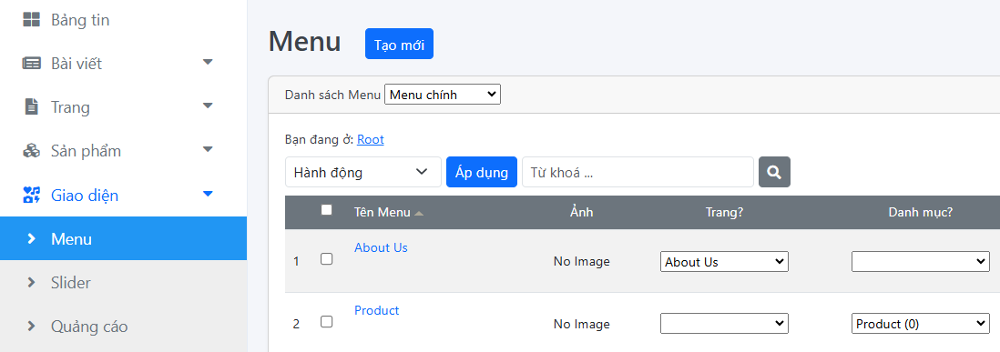 Bảng tin
Bài viết
Trang
Sản phẩm
Giao diện
Menu
Slider
Quảng cáo
Menu Tạo mới
Danh sách Menu Menu chính
Bạn đang ở: Root
Hành động Áp dụng Từ khoá ...
Tên Menu Ảnh Trang? Danh mục?
1 About Us No Image About Us
2 Product No Image Product (0)